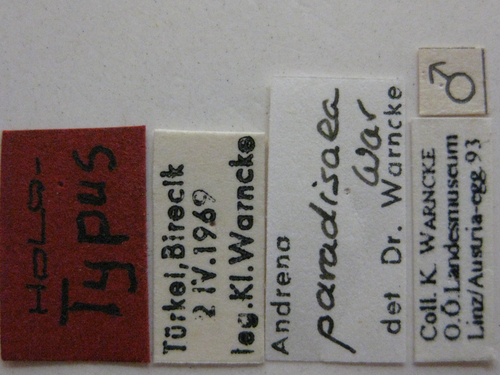 HoLo-
Typus
Türkei, Birecik
2 IV. 1969
leg. Kl. Warncke
Andrena
paradisaea
War
det Dr. Warncke
♂
Coll. K. WARNCKE
O.Ö. Landesmuseum
Linz/Austria-egg. 93